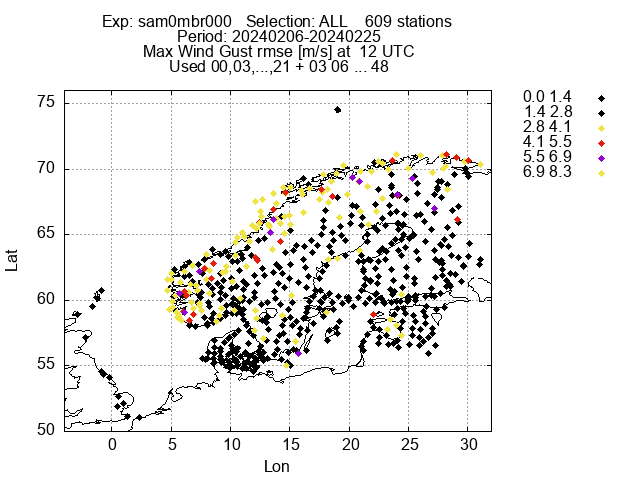 Exp: sam0mbr000 Selection: ALL 609 stations
Period: 20240206-20240225
Max Wind Gust rmse [m/s] at 12 UTC
Used 00,03,...,21 + 03 06 ... 48
0.0 1.4
1.4 2.8
2.8 4.1
4.1 5.5
5.5 6.9
6.9 8.3
75
70
65
60
55
50
Lat
0 5 10 15 20 25 30
Lon